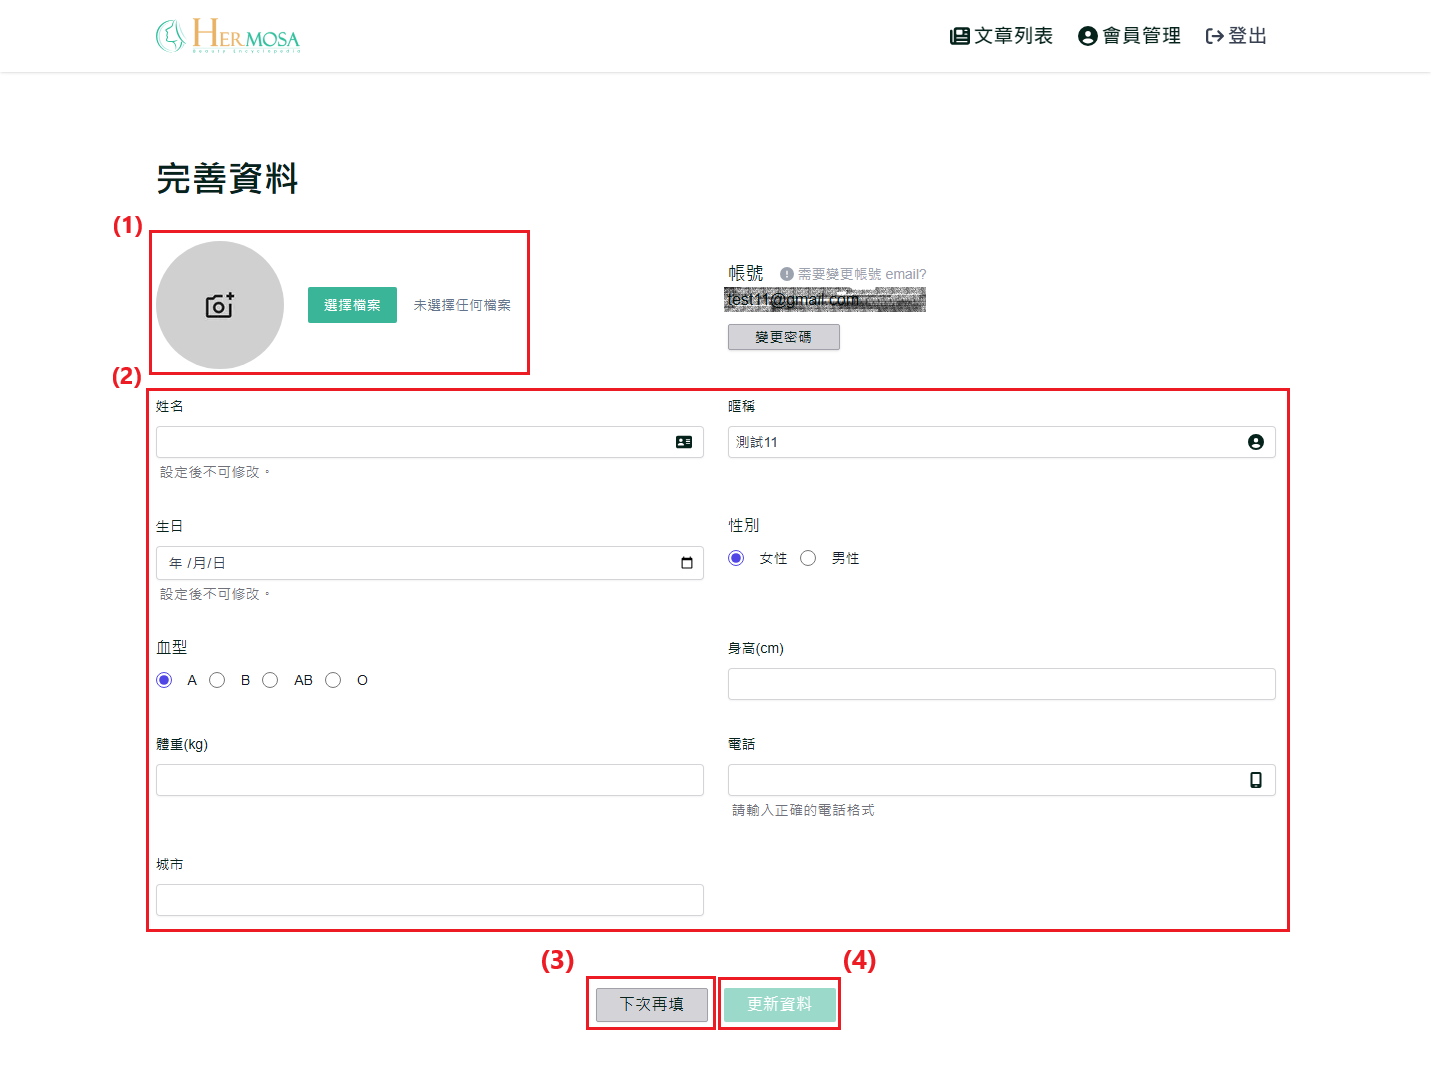 HERMOSA
Beauty Encyclopedia
文章列表 會員管理 登出
完善資料
(1)
選擇檔案 未選擇任何檔案
帳號 需要變更帳號 email?
test11@gmail.com
變更密碼
(2)
姓名
設定後不可修改。
暱稱
測試11
生日
年 /月/日
設定後不可修改。
性別
女性 男性
血型
A B AB O
身高(cm)
體重(kg)
電話
請輸入正確的電話格式
城市
(3)
下次再填
(4)
更新資料